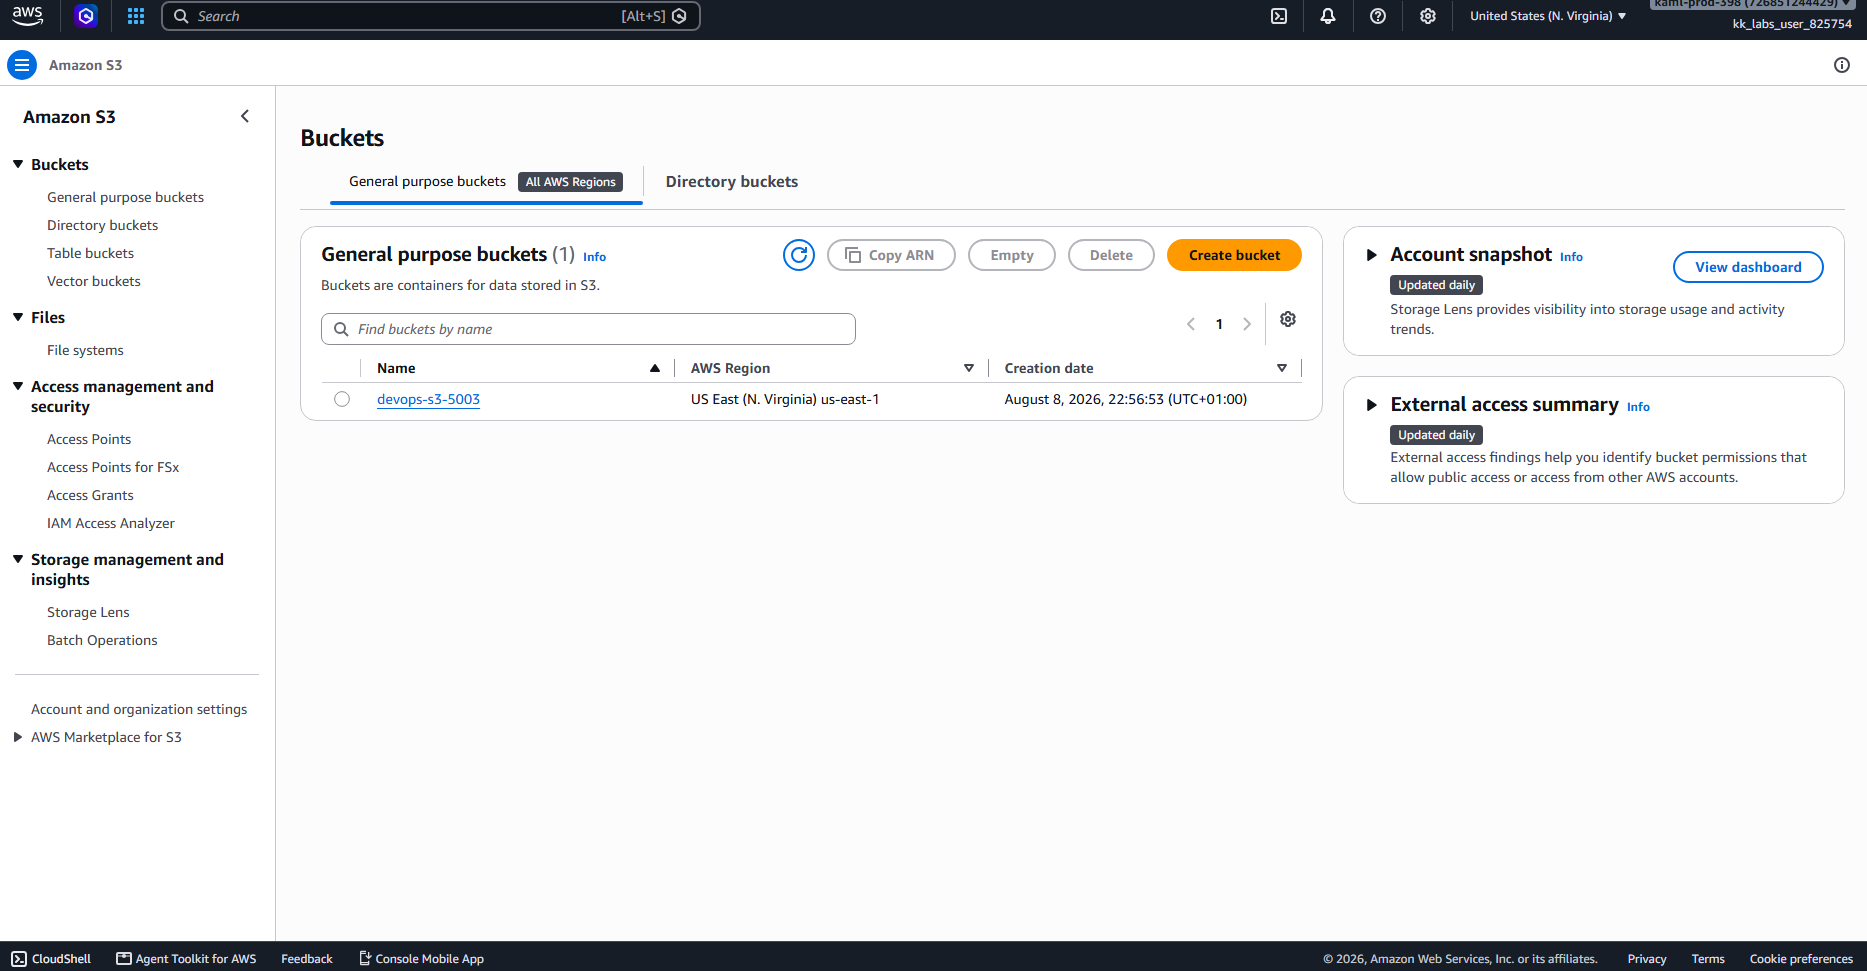 aws
Search [Alt+S]
United States (N. Virginia)
kaml-prod-398 (726851244429)
kk_labs_user_825754
Amazon S3
Amazon S3
Buckets
General purpose buckets
Directory buckets
Table buckets
Vector buckets
Files
File systems
Access management and
security
Access Points
Access Points for FSx
Access Grants
IAM Access Analyzer
Storage management and
insights
Storage Lens
Batch Operations
Account and organization settings
AWS Marketplace for S3
Buckets
General purpose buckets All AWS Regions
Directory buckets
General purpose buckets (1) Info
Copy ARN
Empty
Delete
Create bucket
Buckets are containers for data stored in S3.
Find buckets by name
1
Name AWS Region Creation date
devops-s3-5003 US East (N. Virginia) us-east-1 August 8, 2026, 22:56:53 (UTC+01:00)
Account snapshot Info
View dashboard
Updated daily
Storage Lens provides visibility into storage usage and activity
trends.
External access summary Info
Updated daily
External access findings help you identify bucket permissions that
allow public access or access from other AWS accounts.
CloudShell
Agent Toolkit for AWS
Feedback
Console Mobile App
© 2026, Amazon Web Services, Inc. or its affiliates.
Privacy
Terms
Cookie preferences